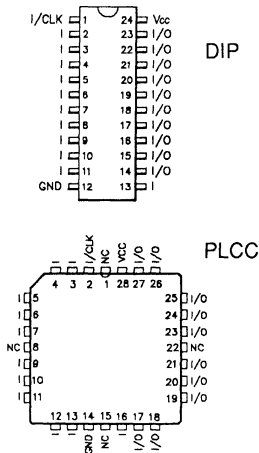 I/CLK 1 24 Vcc
I 2 23 I/O
I 3 22 I/O
I 4 21 I/O
I 5 20 I/O
I 6 19 I/O
I 7 18 I/O
I 8 17 I/O
I 9 16 I/O
I 10 15 I/O
I 11 14 I/O
GND 12 13 I
DIP
PLCC
I I I/CLK NC VCC I/O I/O
4 3 2 1 28 27 26
I 5 25 I/O
I 6 24 I/O
I 7 23 I/O
NC 8 22 NC
I 9 21 I/O
I 10 20 I/O
I 11 19 I/O
12 13 14 15 16 17 18
I I GND NC I I/O I/O